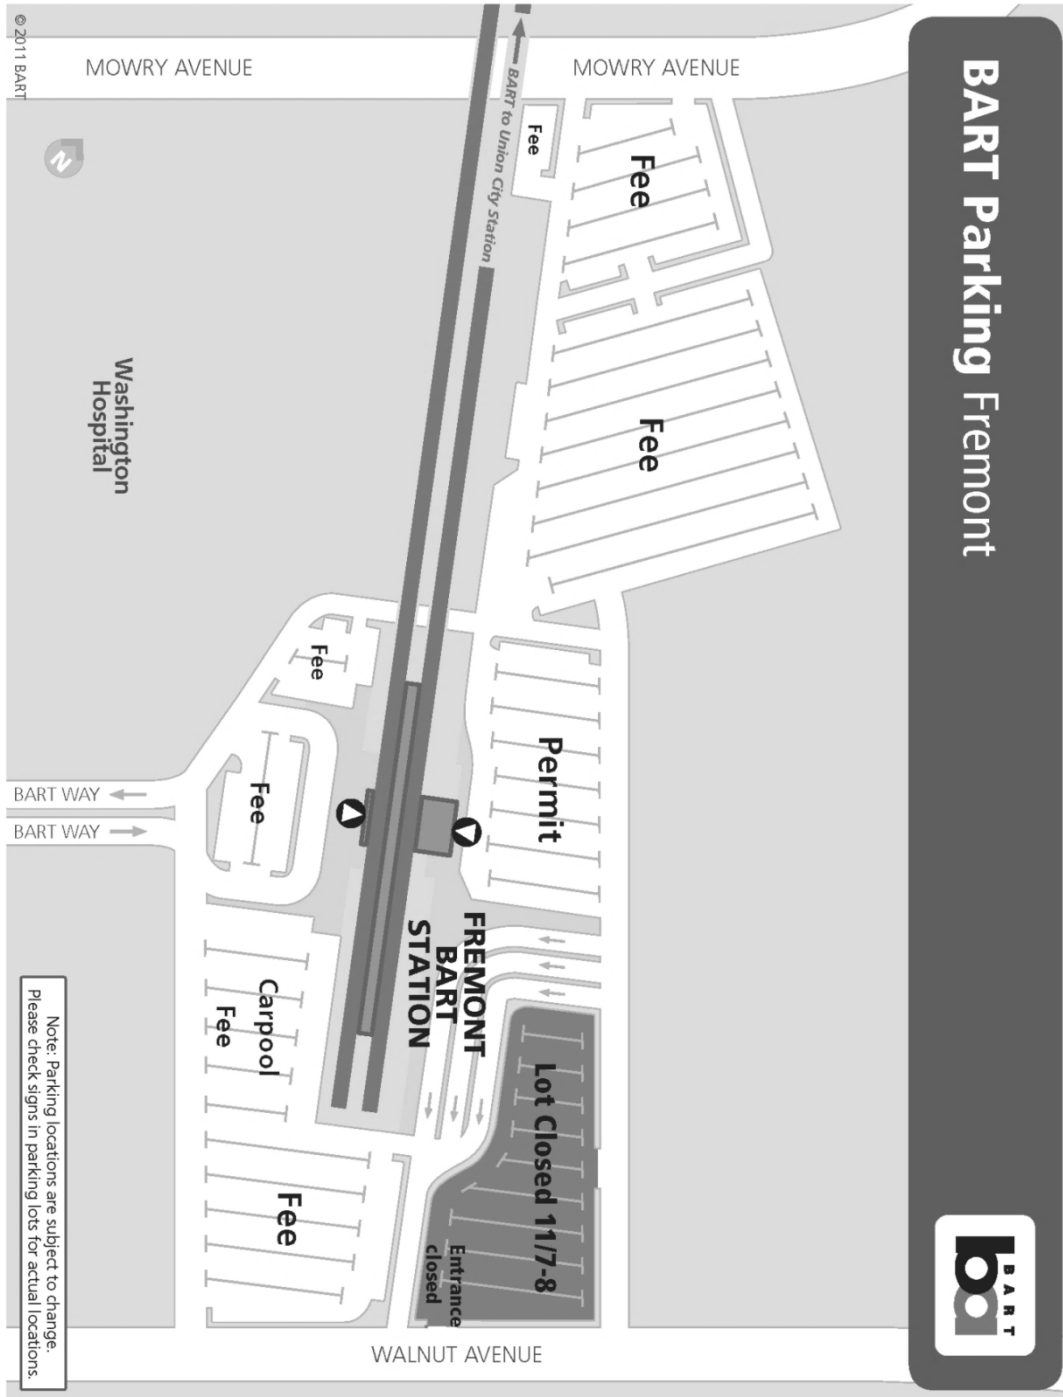 BART Parking Fremont
BART
ba
MOWRY AVENUE
MOWRY AVENUE
BART to Union City Station
Fee
Fee
Fee
Washington
Hospital
N
© 2011 BART
Fee
Fee
Permit
BART WAY
BART WAY
FREMONT
BART
STATION
Carpool
Fee
Fee
Lot Closed 11/7-8
Entrance
closed
WALNUT AVENUE
Note: Parking locations are subject to change.
Please check signs in parking lots for actual locations.